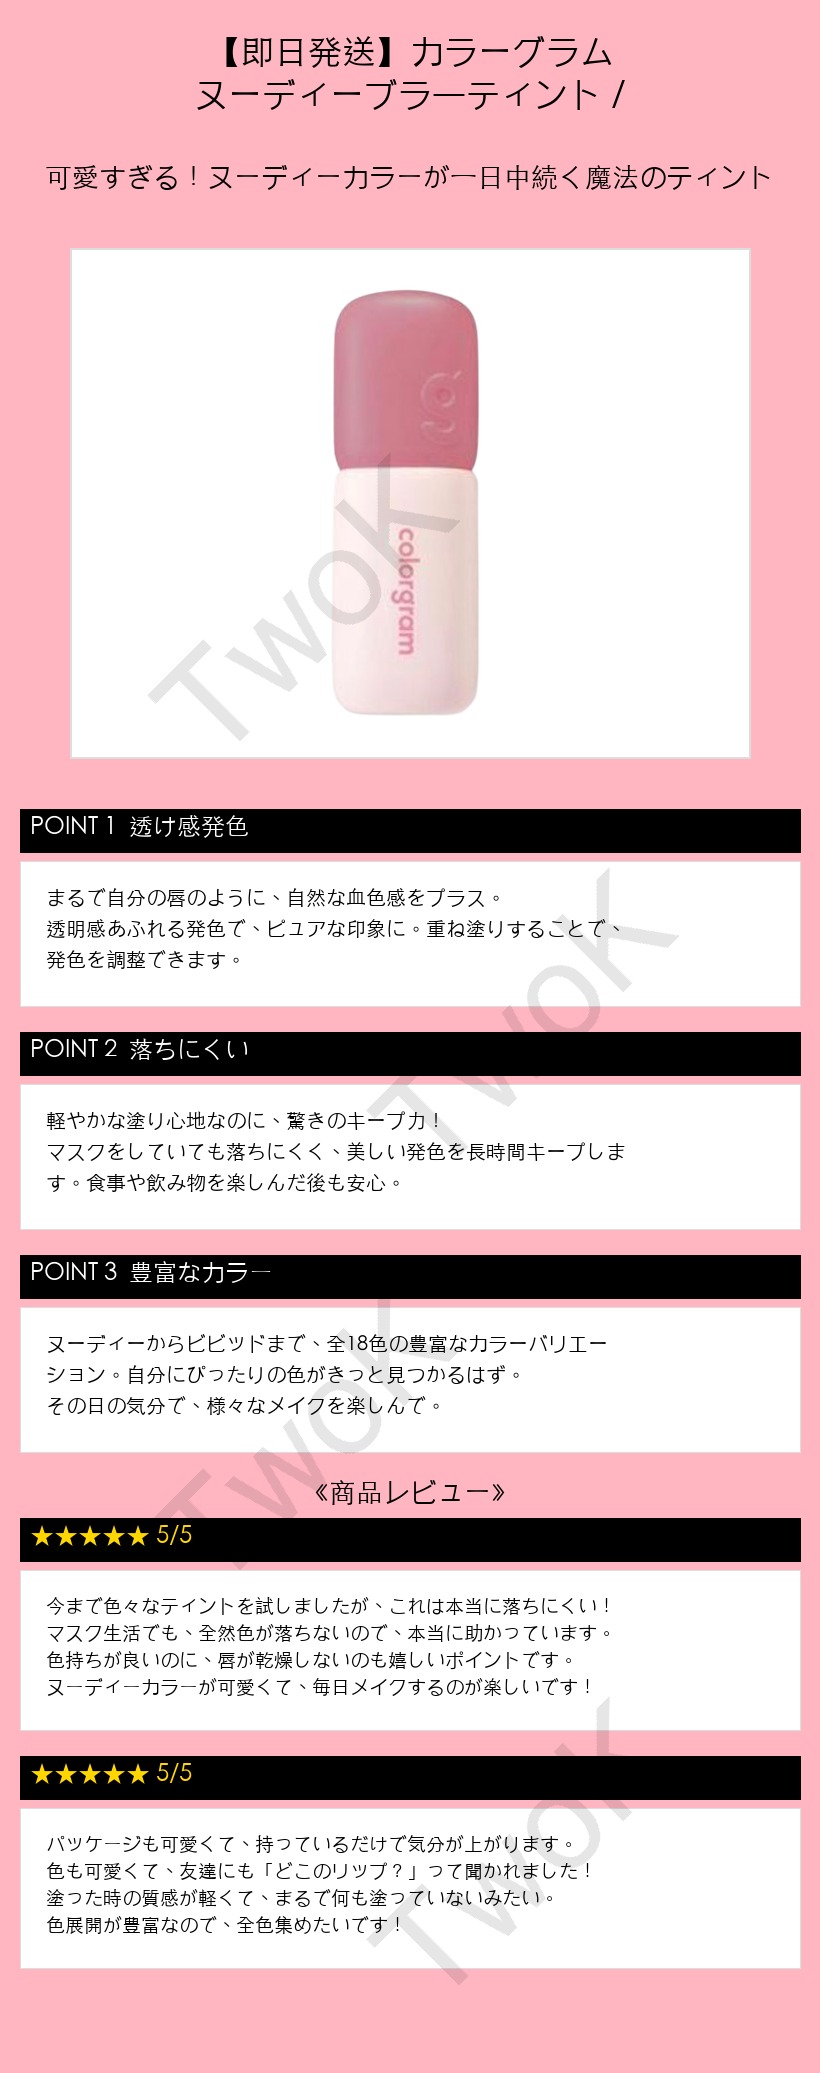 【即日発送】カラーグラム
ヌーディーブラーティント /
可愛すぎる！ヌーディーカラーが一日中続く魔法のティント
g
colorgram
TwoK
POINT 1 透け感発色
まるで自分の唇のように、自然な血色感をプラス。
透明感あふれる発色で、ピュアな印象に。重ね塗りすることで、
発色を調整できます。
TwoK
POINT 2 落ちにくい
軽やかな塗り心地なのに、驚きのキープ力！
マスクをしていても落ちにくく、美しい発色を長時間キープしま
す。食事や飲み物を楽しんだ後も安心。
POINT 3 豊富なカラー
ヌーディーからビビッドまで、全18色の豊富なカラーバリエー
ション。自分にぴったりの色がきっと見つかるはず。
その日の気分で、様々なメイクを楽しんで。
TwoK
《商品レビュー》
★★★★★ 5/5
今まで色々なティントを試しましたが、これは本当に落ちにくい！
マスク生活でも、全然色が落ちないので、本当に助かっています。
色持ちが良いのに、唇が乾燥しないのも嬉しいポイントです。
ヌーディーカラーが可愛くて、毎日メイクするのが楽しいです！
★★★★★ 5/5
パッケージも可愛くて、持っているだけで気分が上がります。
色も可愛くて、友達にも「どこのリップ？」って聞かれました！
塗った時の質感が軽くて、まるで何も塗っていないみたい。
色展開が豊富なので、全色集めたいです！
TwoK